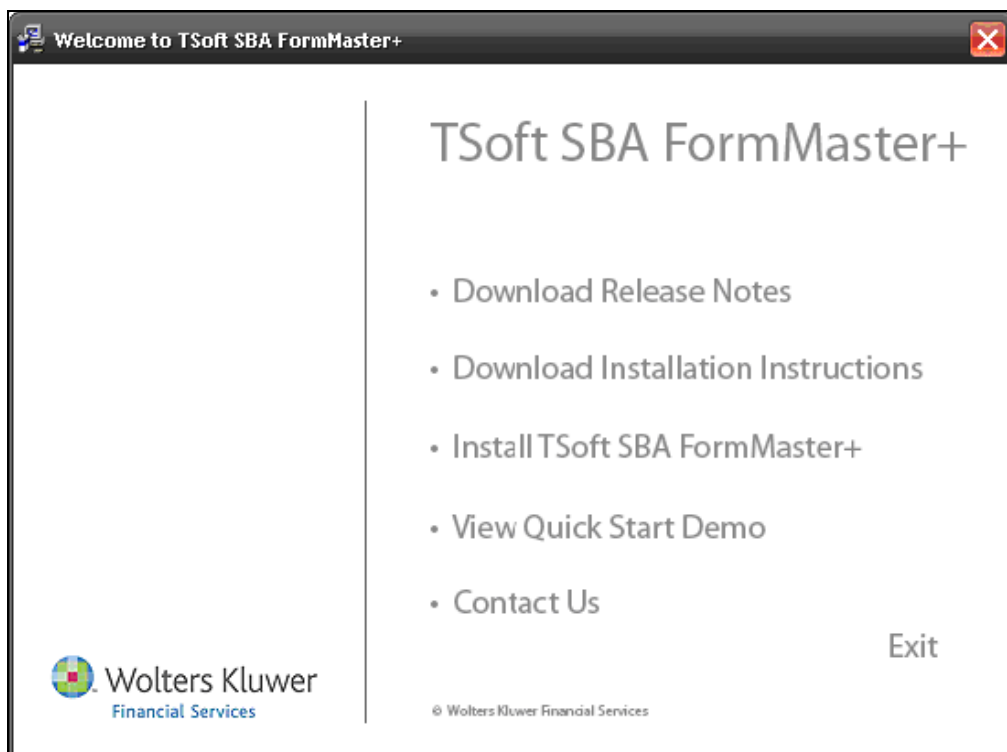 Welcome to TSoft SBA FormMaster+
TSoft SBA FormMaster+
• Download Release Notes
• Download Installation Instructions
• Install TSoft SBA FormMaster+
• View Quick Start Demo
• Contact Us
Exit
Wolters Kluwer
Financial Services
© Wolters Kluwer Financial Services